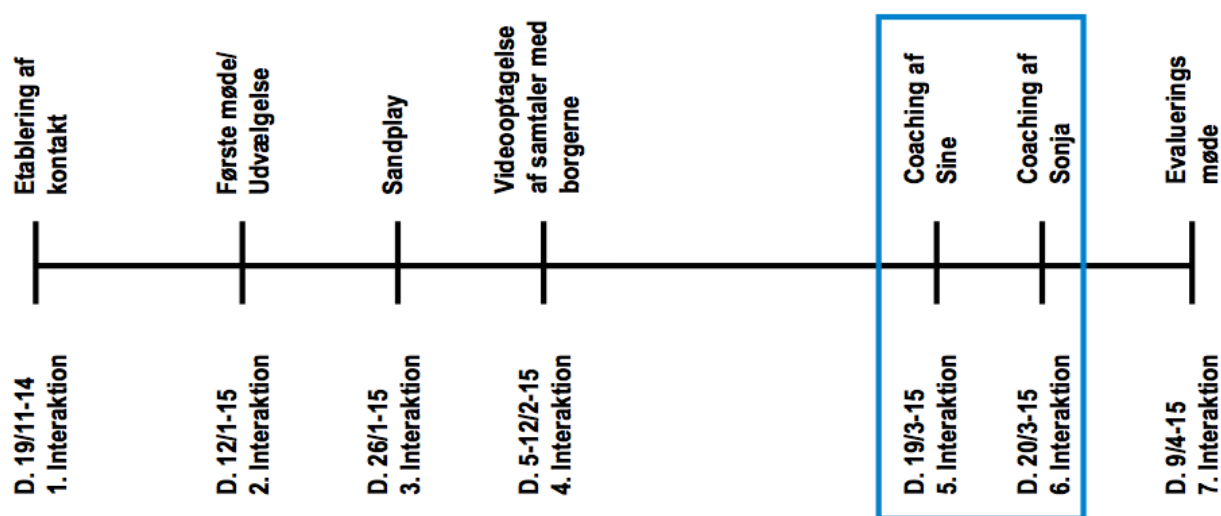 Etablering af
kontakt
Første møde/
Udvælgelse
Sandplay
Videooptagelse
af samtaler med
borgerne
Coaching af
Sine
Coaching af
Sonja
Evaluerings
møde
D. 19/11-14
1. Interaktion
D. 12/1-15
2. Interaktion
D. 26/1-15
3. Interaktion
D. 5-12/2-15
4. Interaktion
D. 19/3-15
5. Interaktion
D. 20/3-15
6. Interaktion
D. 9/4-15
7. Interaktion